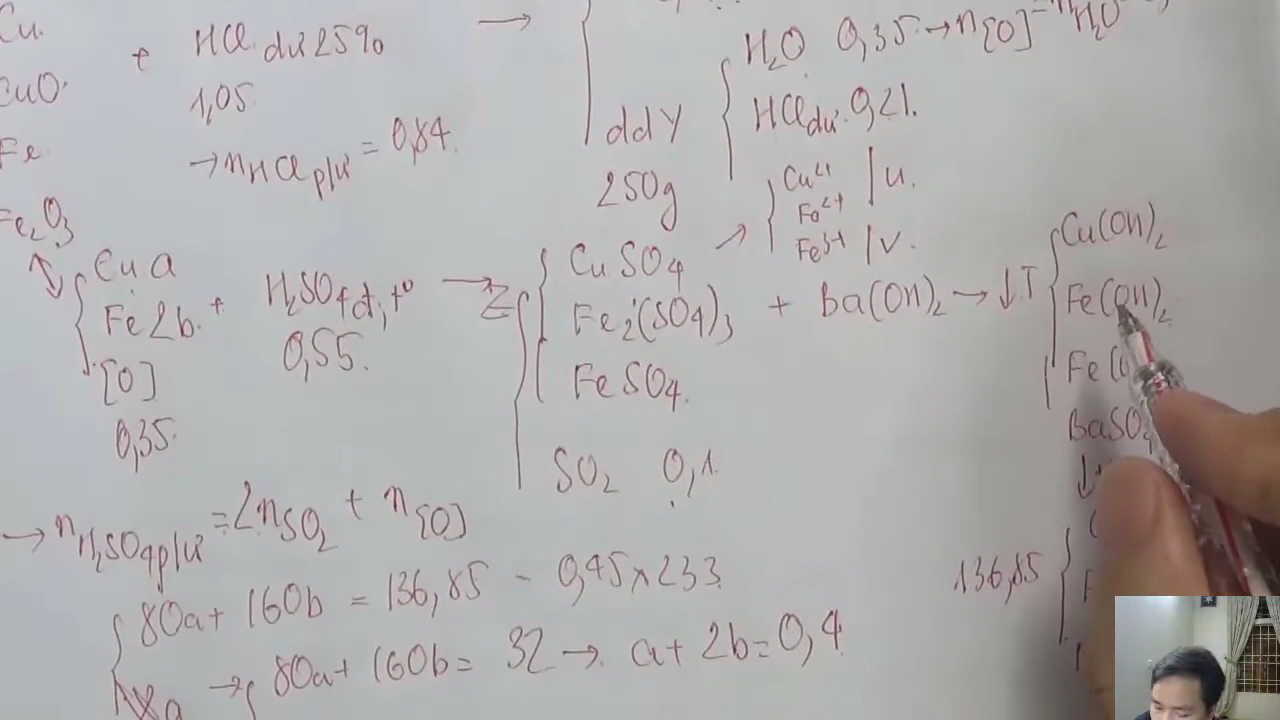 Cu.
CuO.
Fe
Fe2O3
+ HCl dư 25%
1,05.
→ nHCl p/ư = 0,84.
→
ddY
250g
H2O 0,35 → n[O] = nH2O
HCl dư. 0,21.
Cu2+ | u.
Fe2+
Fe3+ | v.
Cu a
Fe 2b. + H2SO4 đ, t° → Z
[O] 0,55.
0,35.
CuSO4
Fe2(SO4)3 + Ba(OH)2 → ↓T
FeSO4.
SO2 0,1.
Cu(OH)2
Fe(OH)2
Fe(
BaSO4
→ nH2SO4 p/ư = 2nSO2 + n[O]
80a + 160b = 136,85 - 0,45 x 233
→ 80a + 160b = 32 → a + 2b = 0,4
136,85